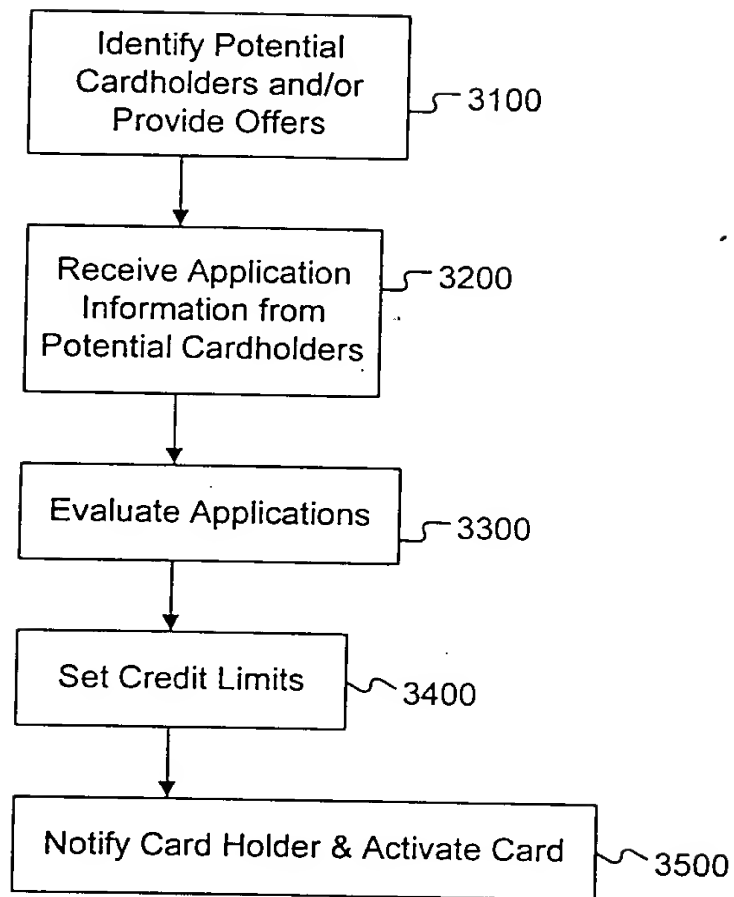 Identify Potential
Cardholders and/or
Provide Offers
3100
Receive Application
Information from
Potential Cardholders
3200
Evaluate Applications
3300
Set Credit Limits
3400
Notify Card Holder & Activate Card
3500